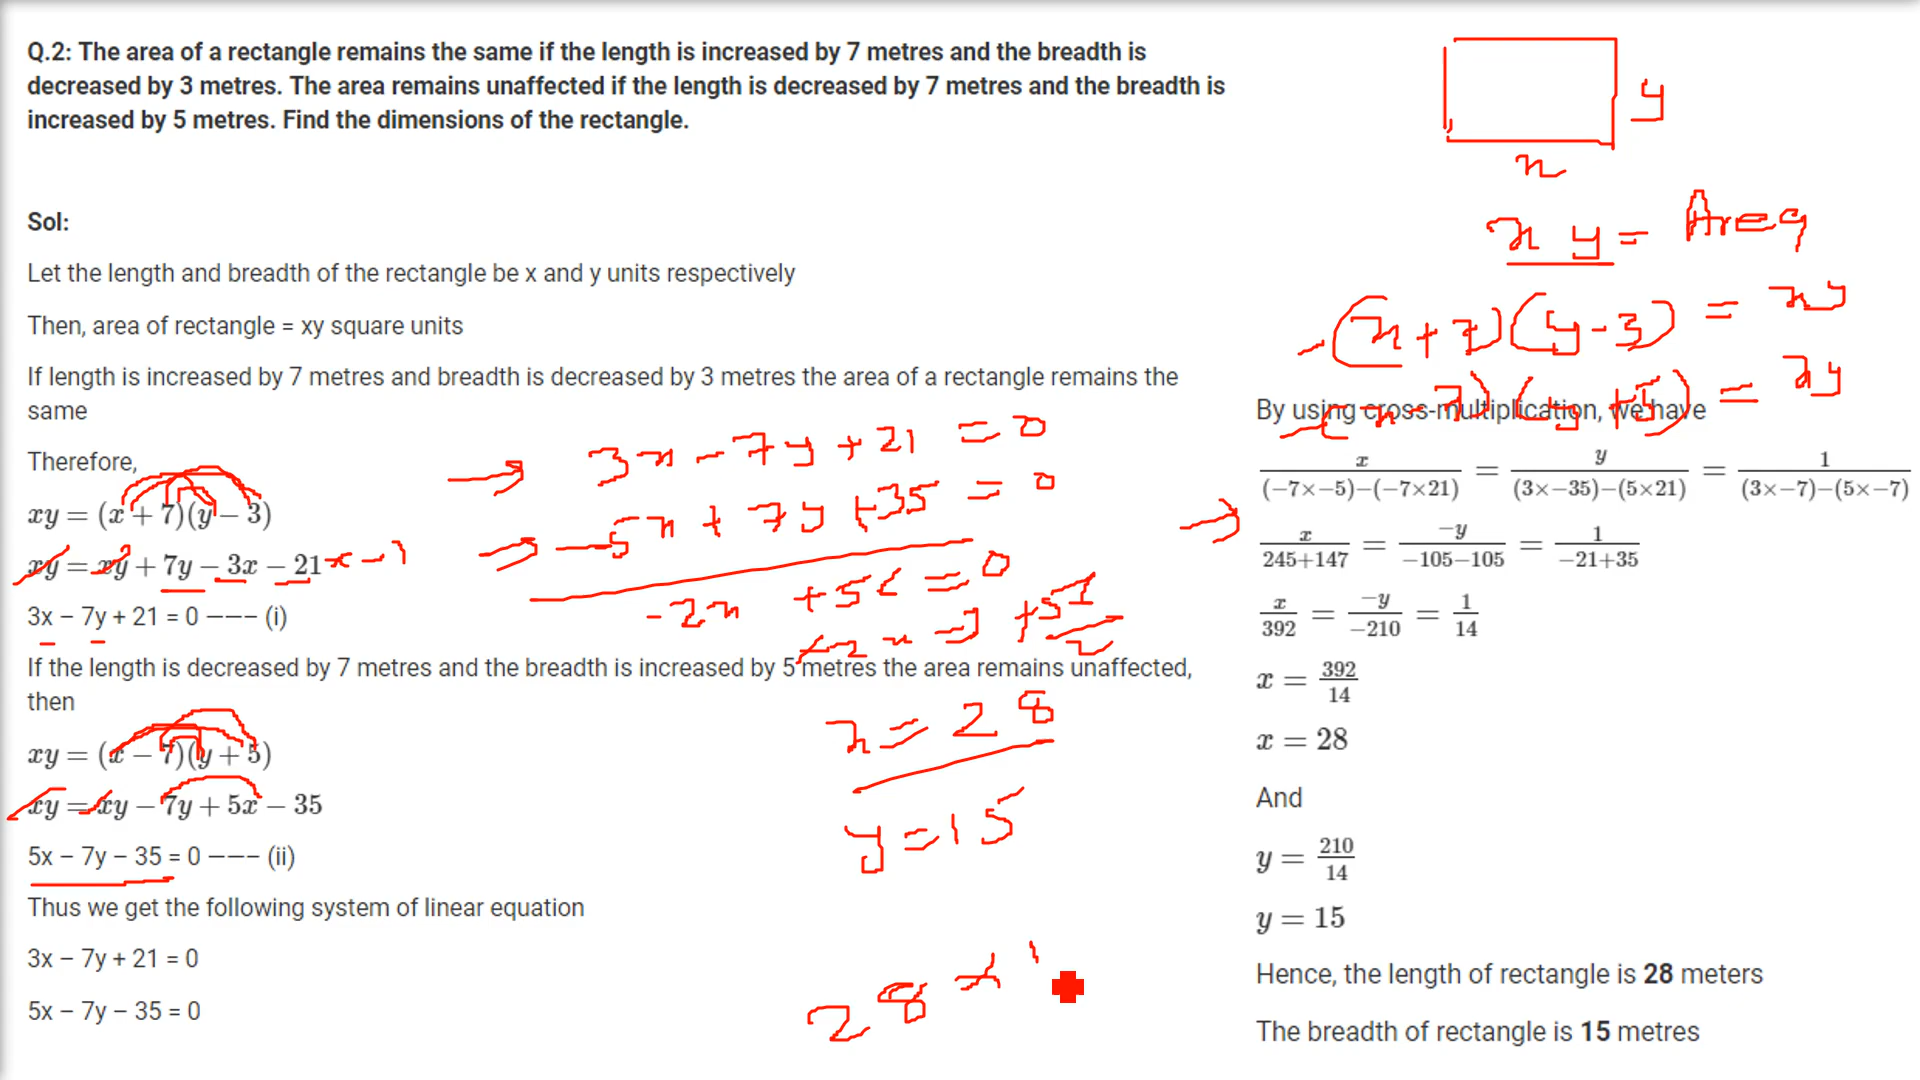 Q.2: The area of a rectangle remains the same if the length is increased by 7 metres and the breadth is
decreased by 3 metres. The area remains unaffected if the length is decreased by 7 metres and the breadth is
increased by 5 metres. Find the dimensions of the rectangle.
Sol:
Let the length and breadth of the rectangle be x and y units respectively
Then, area of rectangle = xy square units
If length is increased by 7 metres and breadth is decreased by 3 metres the area of a rectangle remains the
same
Therefore,
xy = (x + 7)(y − 3)
xy = xy + 7y − 3x − 21 x − 1
3x − 7y + 21 = 0 −−− (i)
If the length is decreased by 7 metres and the breadth is increased by 5 metres the area remains unaffected,
then
xy = (x − 7)(y + 5)
xy = xy − 7y + 5x − 35
5x − 7y − 35 = 0 −−− (ii)
Thus we get the following system of linear equation
3x − 7y + 21 = 0
5x − 7y − 35 = 0
→ 3x − 7y + 21 = 0
⇒ −5x + 7y + 35 = 0
−2x + 56 = 0
x = 28
y = 15
28 × 1
y
x
x y = Area
(x + 7)(y − 3) = xy
(x − 7)(y + 5) = xy
By using cross-multiplication, we have
x/((−7×−5)−(−7×21)) = y/((3×−35)−(5×21)) = 1/((3×−7)−(5×−7))
→ x/(245+147) = −y/(−105−105) = 1/(−21+35)
x/392 = −y/−210 = 1/14
x = 392/14
x = 28
And
y = 210/14
y = 15
Hence, the length of rectangle is 28 meters
The breadth of rectangle is 15 metres